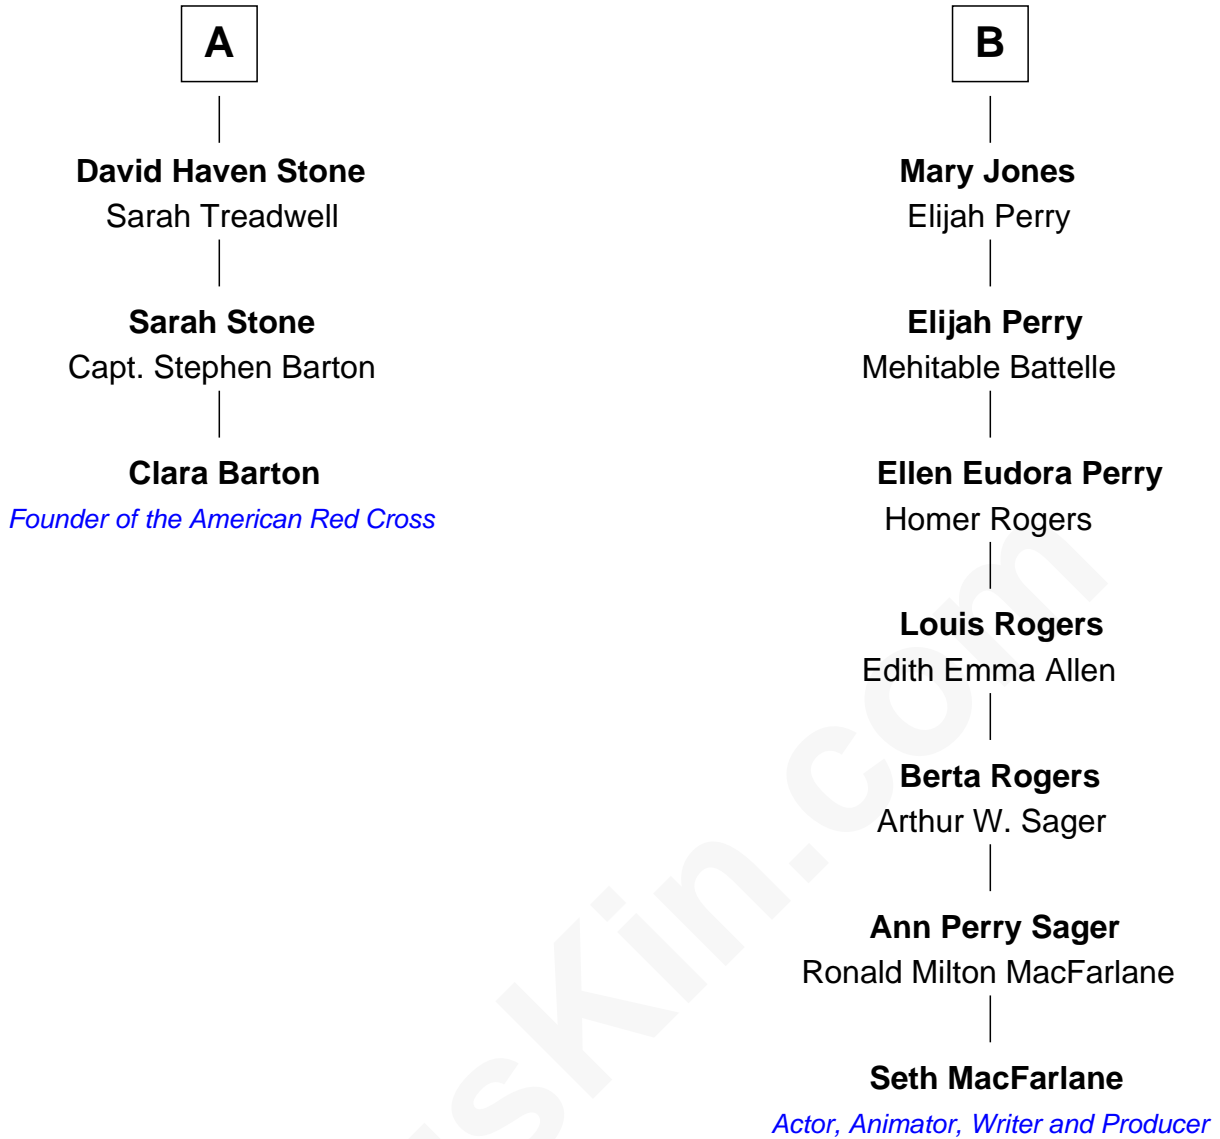 A
David Haven Stone
Sarah Treadwell
Sarah Stone
Capt. Stephen Barton
Clara Barton
Founder of the American Red Cross
B
Mary Jones
Elijah Perry
Elijah Perry
Mehitable Battelle
Ellen Eudora Perry
Homer Rogers
Louis Rogers
Edith Emma Allen
Berta Rogers
Arthur W. Sager
Ann Perry Sager
Ronald Milton MacFarlane
Seth MacFarlane
Actor, Animator, Writer and Producer